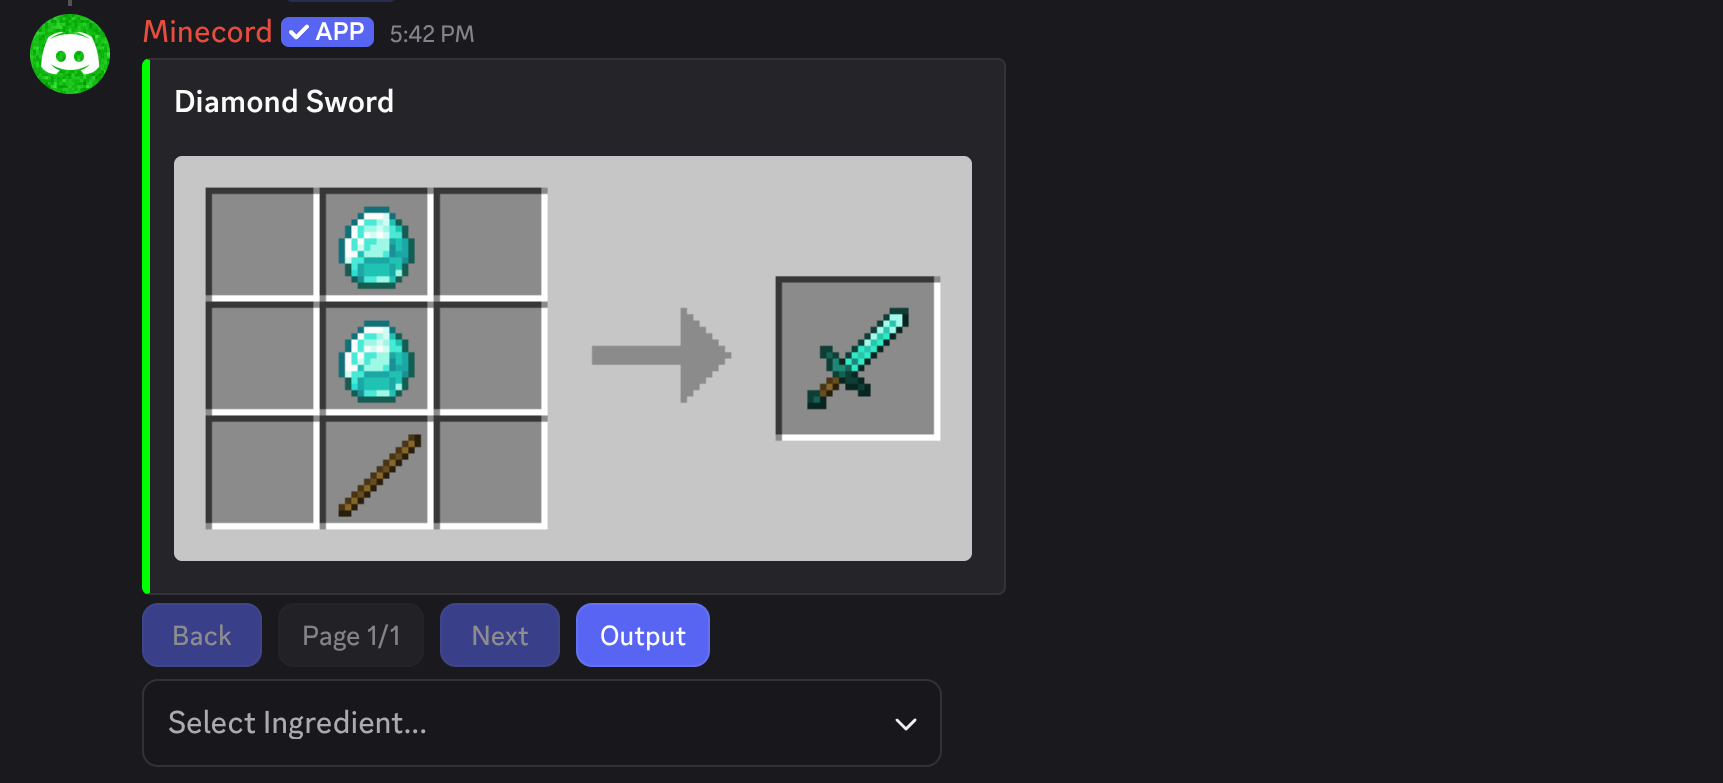 Minecord APP 5:42 PM
Diamond Sword
Back Page 1/1 Next Output
Select Ingredient...